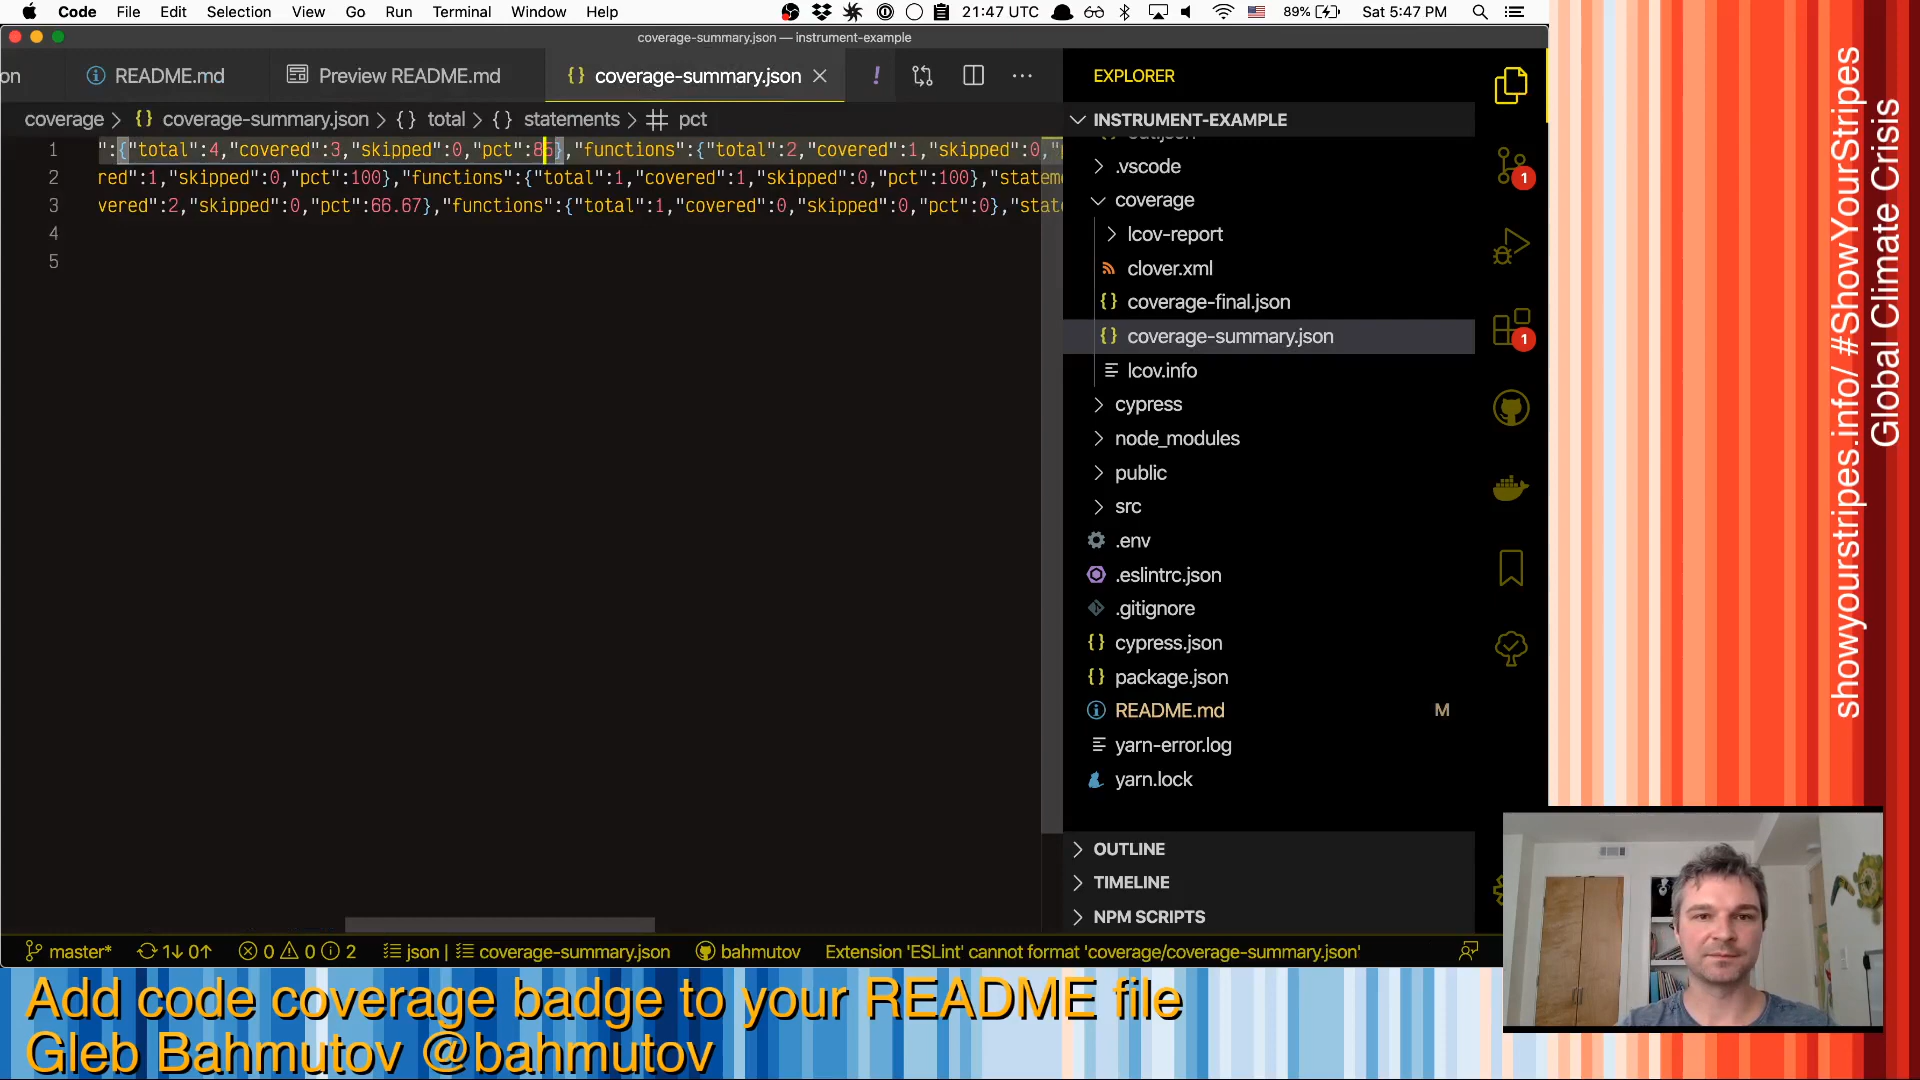 Code File Edit Selection View Go Run Terminal Window Help 21:47 UTC 89% Sat 5:47 PM
coverage-summary.json — instrument-example
on README.md Preview README.md {} coverage-summary.json ! ...
EXPLORER
coverage > {} coverage-summary.json > {} total > {} statements > pct
INSTRUMENT-EXAMPLE
1 ":{"total":4,"covered":3,"skipped":0,"pct":85},"functions":{"total":2,"covered":1,"skipped":0,"
2 red":1,"skipped":0,"pct":100},"functions":{"total":1,"covered":1,"skipped":0,"pct":100},"statem
3 vered":2,"skipped":0,"pct":66.67},"functions":{"total":1,"covered":0,"skipped":0,"pct":0},"stat
4
5
out.json
.vscode
coverage
lcov-report
clover.xml
{} coverage-final.json
{} coverage-summary.json
lcov.info
cypress
node_modules
public
src
.env
.eslintrc.json
.gitignore
{} cypress.json
{} package.json
README.md M
yarn-error.log
yarn.lock
OUTLINE
TIMELINE
NPM SCRIPTS
1
1
master* 1↓ 0↑ 0 0 2 json | coverage-summary.json bahmutov Extension 'ESLint' cannot format 'coverage/coverage-summary.json'
showyourstripes.info/ #ShowYourStripes
Global Climate Crisis
Add code coverage badge to your README file
Gleb Bahmutov @bahmutov